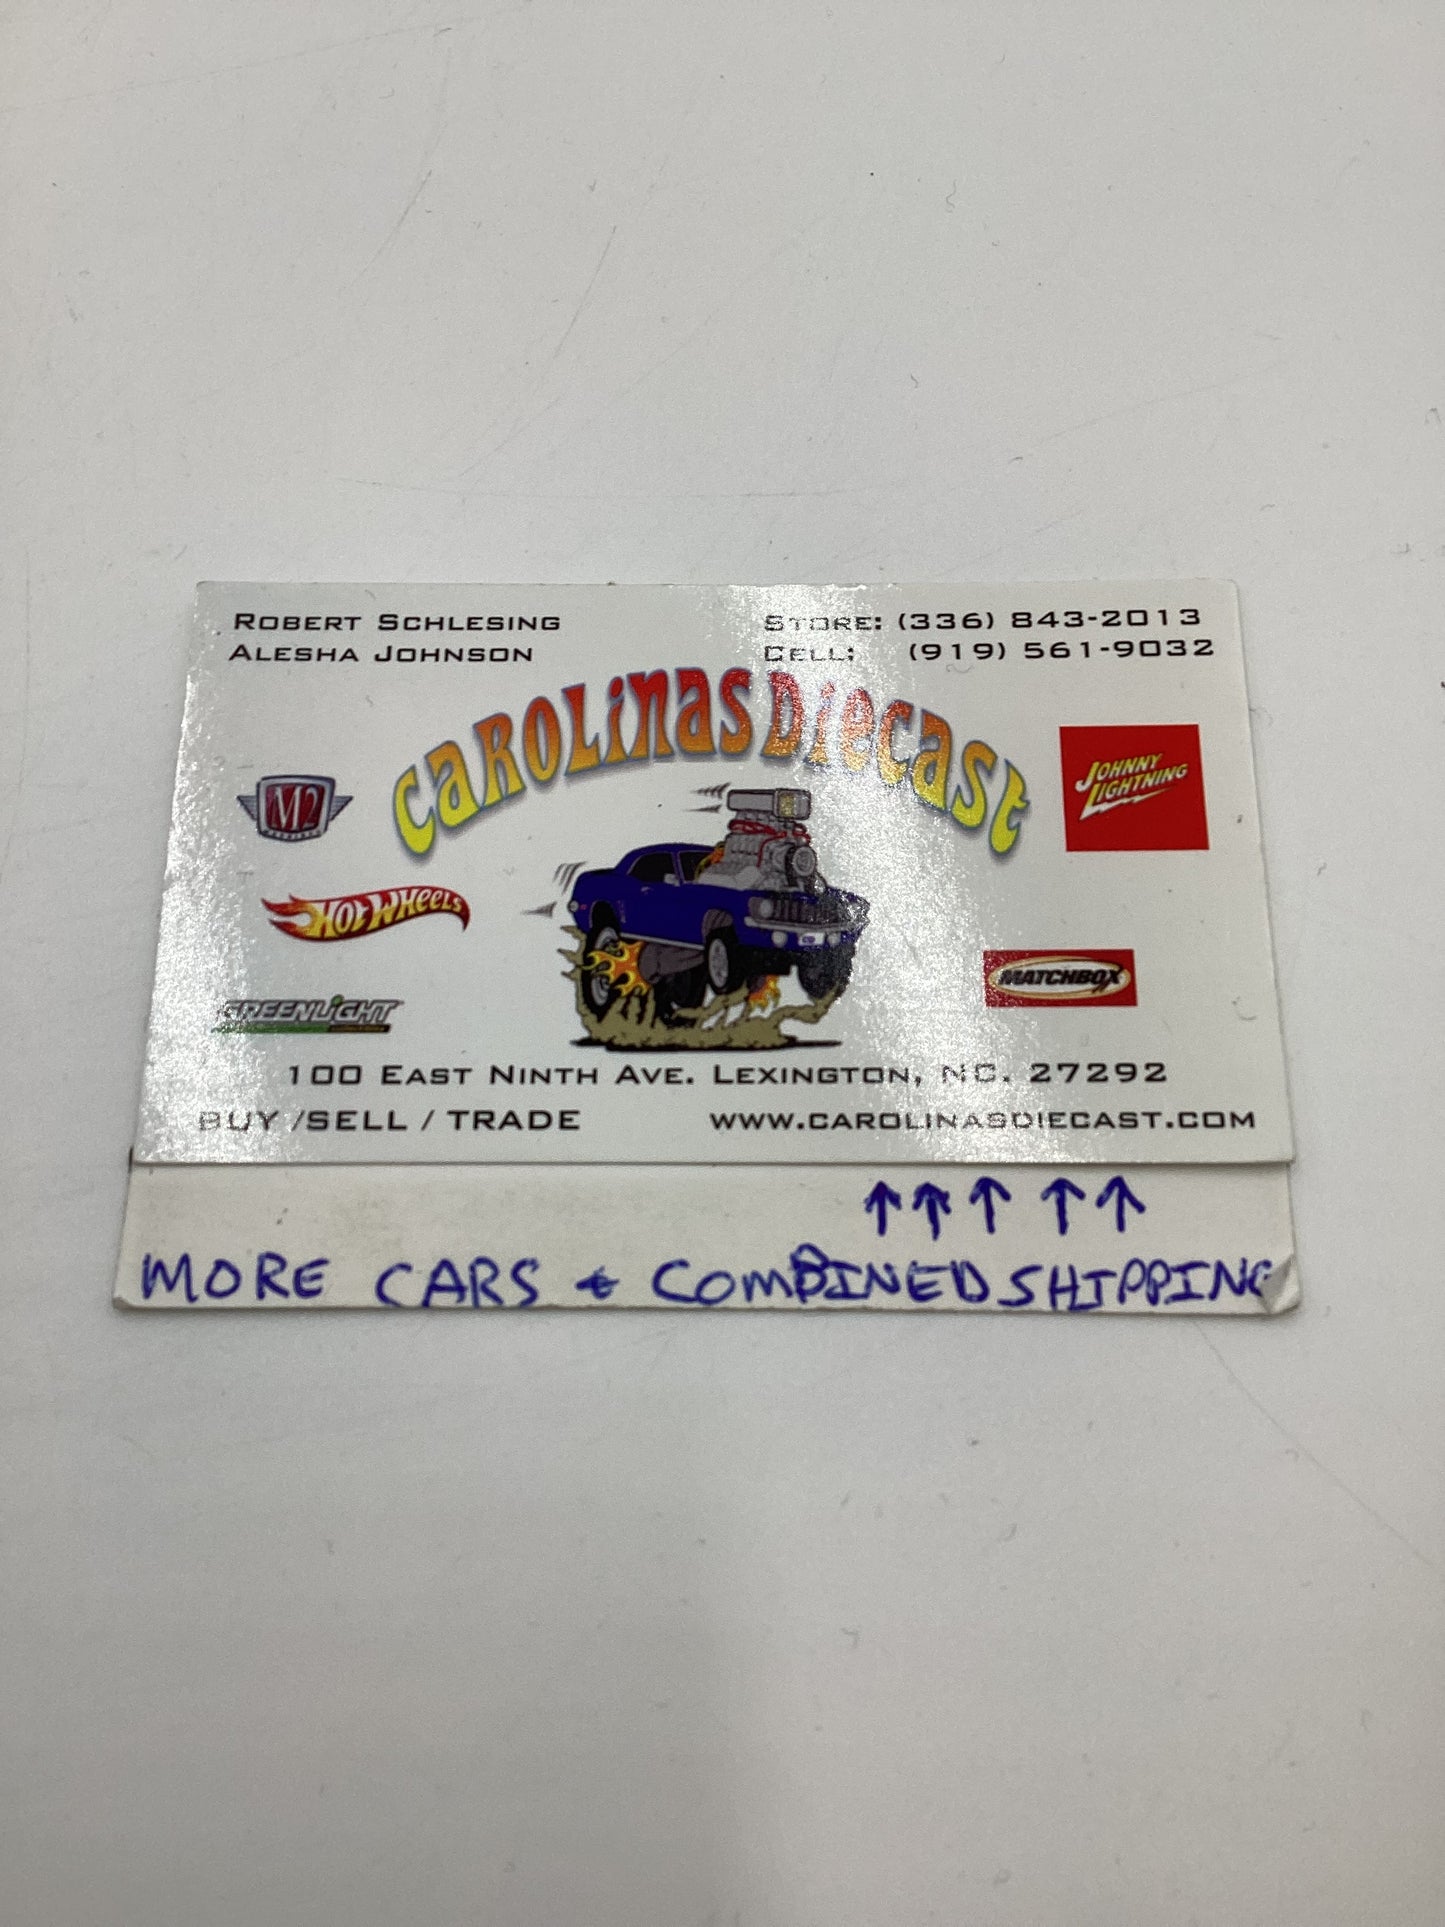 ROBERT SCHLESING
ALESHA JOHNSON
STORE: (336) 843-2013
CELL: (919) 561-9032
CAROLINAS DIECAST
M2
JOHNNY
LIGHTNING
HOT WHEELS
MATCHBOX
GREENLIGHT
100 EAST NINTH AVE. LEXINGTON, NC. 27292
BUY /SELL / TRADE
WWW.CAROLINASDIECAST.COM
↑↑↑ ↑↑
MORE CARS & COMBINED SHIPPING